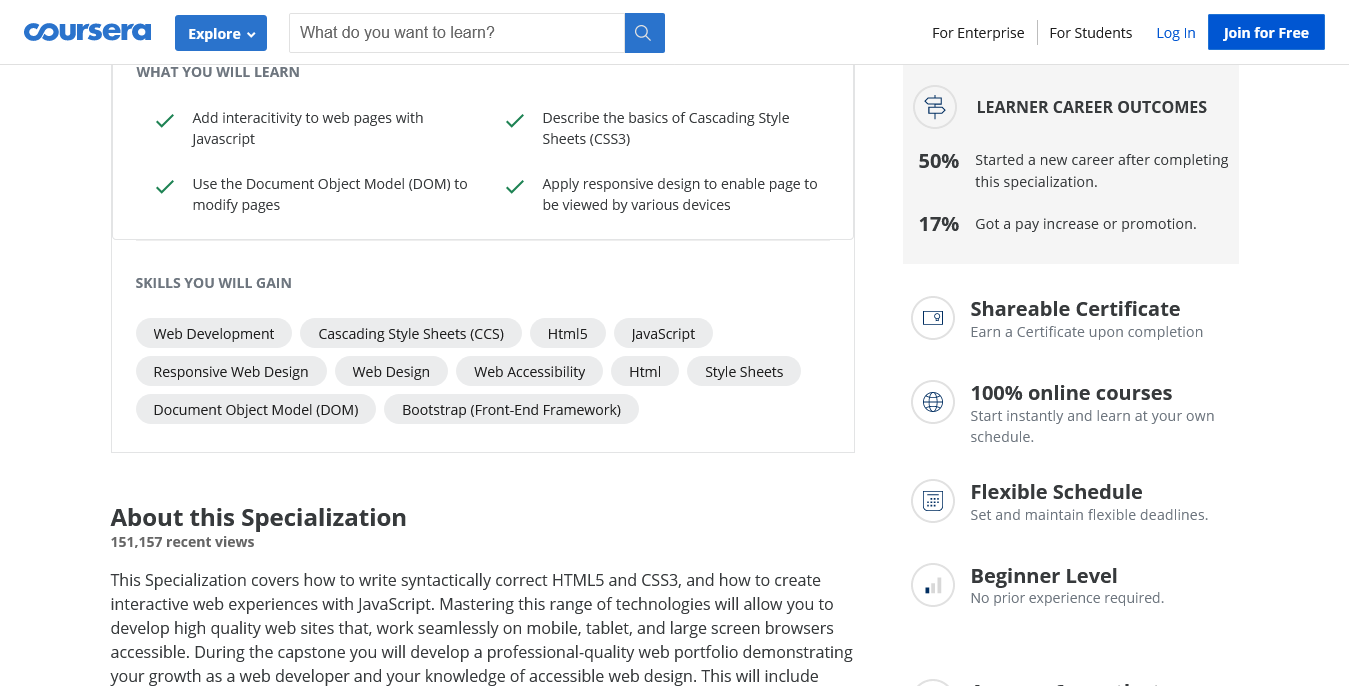 coursera
Explore
What do you want to learn?
For Enterprise
For Students
Log In
Join for Free
WHAT YOU WILL LEARN
Add interacitivity to web pages with
Javascript
Describe the basics of Cascading Style
Sheets (CSS3)
Use the Document Object Model (DOM) to
modify pages
Apply responsive design to enable page to
be viewed by various devices
SKILLS YOU WILL GAIN
Web Development
Cascading Style Sheets (CCS)
Html5
JavaScript
Responsive Web Design
Web Design
Web Accessibility
Html
Style Sheets
Document Object Model (DOM)
Bootstrap (Front-End Framework)
About this Specialization
151,157 recent views
This Specialization covers how to write syntactically correct HTML5 and CSS3, and how to create
interactive web experiences with JavaScript. Mastering this range of technologies will allow you to
develop high quality web sites that, work seamlessly on mobile, tablet, and large screen browsers
accessible. During the capstone you will develop a professional-quality web portfolio demonstrating
your growth as a web developer and your knowledge of accessible web design. This will include
LEARNER CAREER OUTCOMES
50% Started a new career after completing
this specialization.
17% Got a pay increase or promotion.
Shareable Certificate
Earn a Certificate upon completion
100% online courses
Start instantly and learn at your own
schedule.
Flexible Schedule
Set and maintain flexible deadlines.
Beginner Level
No prior experience required.